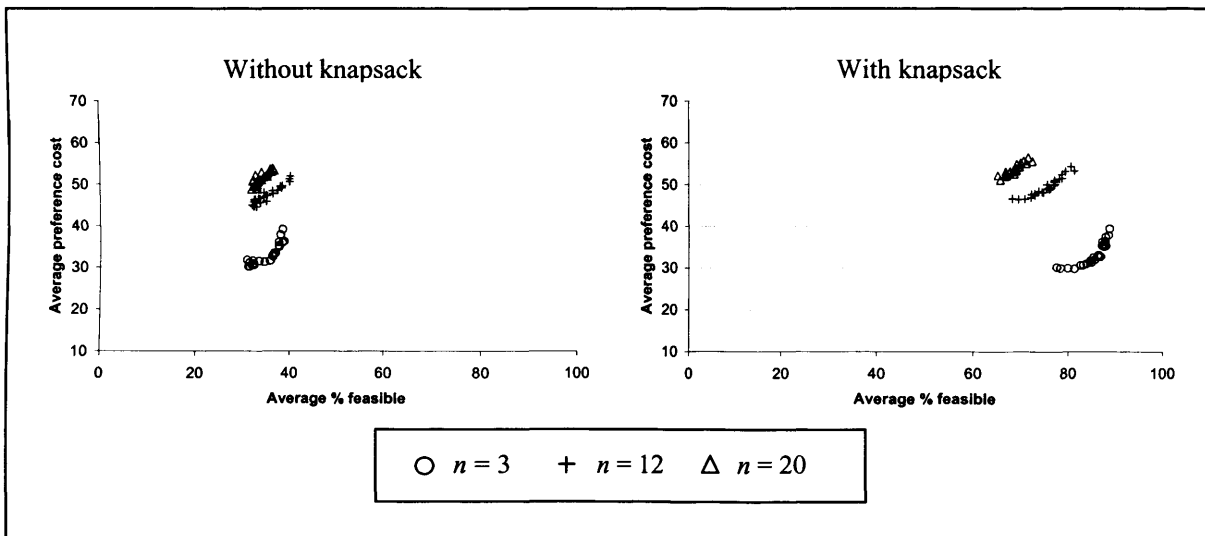 Without knapsack
70
60
50
40
30
20
10
Average preference cost
0
20
40
60
80
100
Average % feasible
With knapsack
70
60
50
40
30
20
10
Average preference cost
0
20
40
60
80
100
Average % feasible
n = 3
n = 12
n = 20